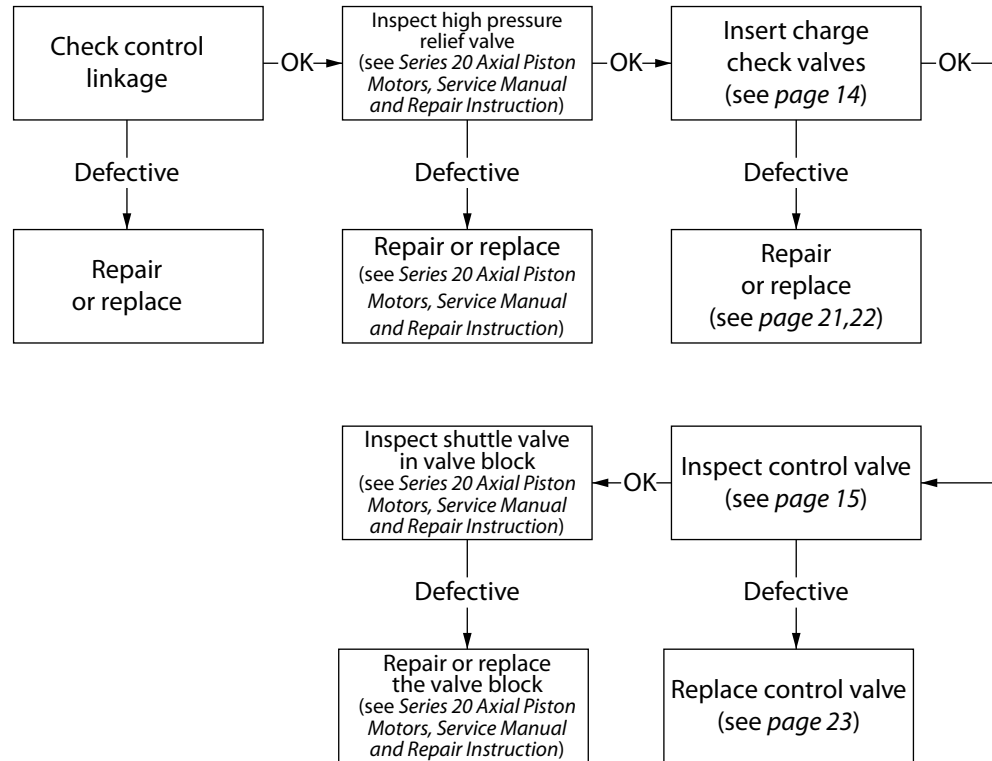 Check control
linkage
OK
Inspect high pressure
relief valve
(see Series 20 Axial Piston
Motors, Service Manual
and Repair Instruction)
OK
Insert charge
check valves
(see page 14)
OK
Defective
Defective
Defective
Repair
or replace
Repair or replace
(see Series 20 Axial Piston
Motors, Service Manual
and Repair Instruction)
Repair
or replace
(see page 21,22)
Inspect shuttle valve
in valve block
(see Series 20 Axial Piston
Motors, Service Manual
and Repair Instruction)
OK
Inspect control valve
(see page 15)
Defective
Defective
Repair or replace
the valve block
(see Series 20 Axial Piston
Motors, Service Manual
and Repair Instruction)
Replace control valve
(see page 23)